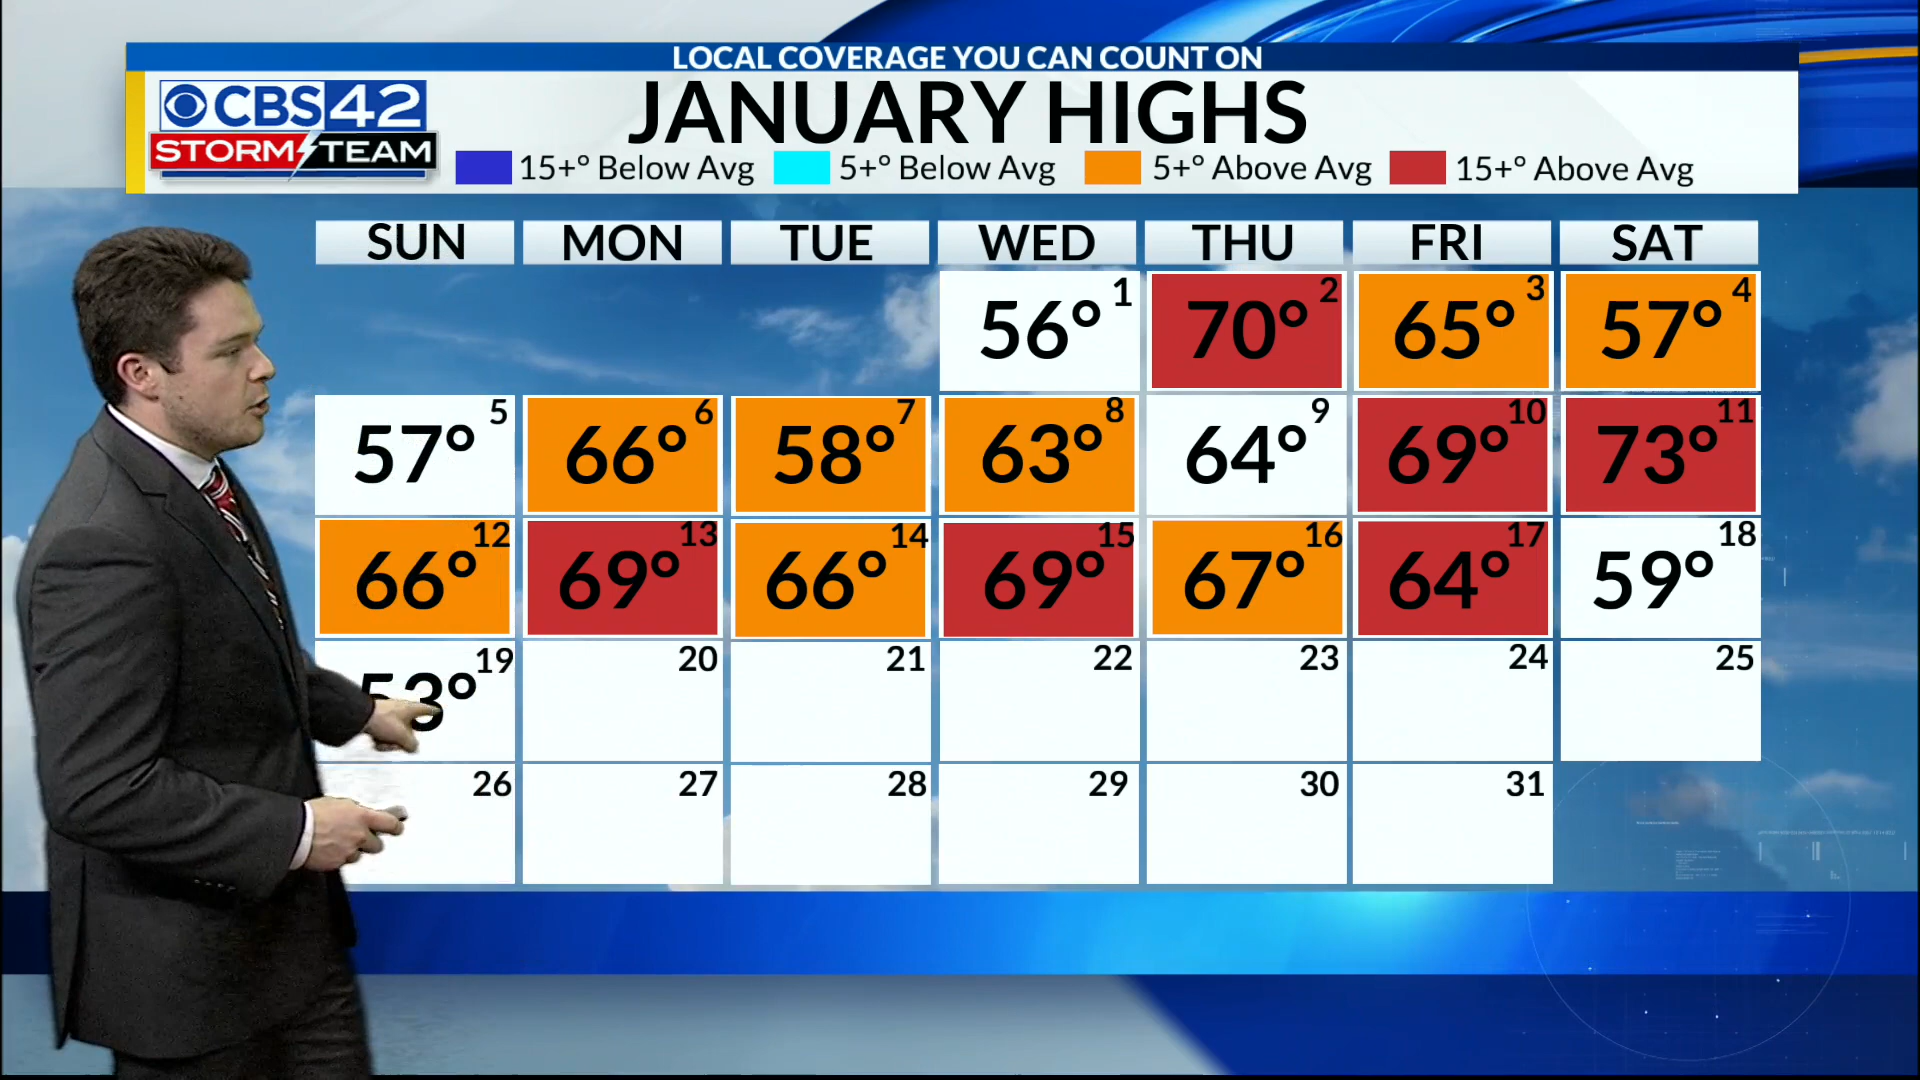 LOCAL COVERAGE YOU CAN COUNT ON
CBS 42
STORM TEAM
JANUARY HIGHS
15+° Below Avg 5+° Below Avg 5+° Above Avg 15+° Above Avg
SUN MON TUE WED THU FRI SAT
56° 1 70° 2 65° 3 57° 4
57° 5 66° 6 58° 7 63° 8 64° 9 69° 10 73° 11
66° 12 69° 13 66° 14 69° 15 67° 16 64° 17 59° 18
53° 19 20 21 22 23 24 25
26 27 28 29 30 31